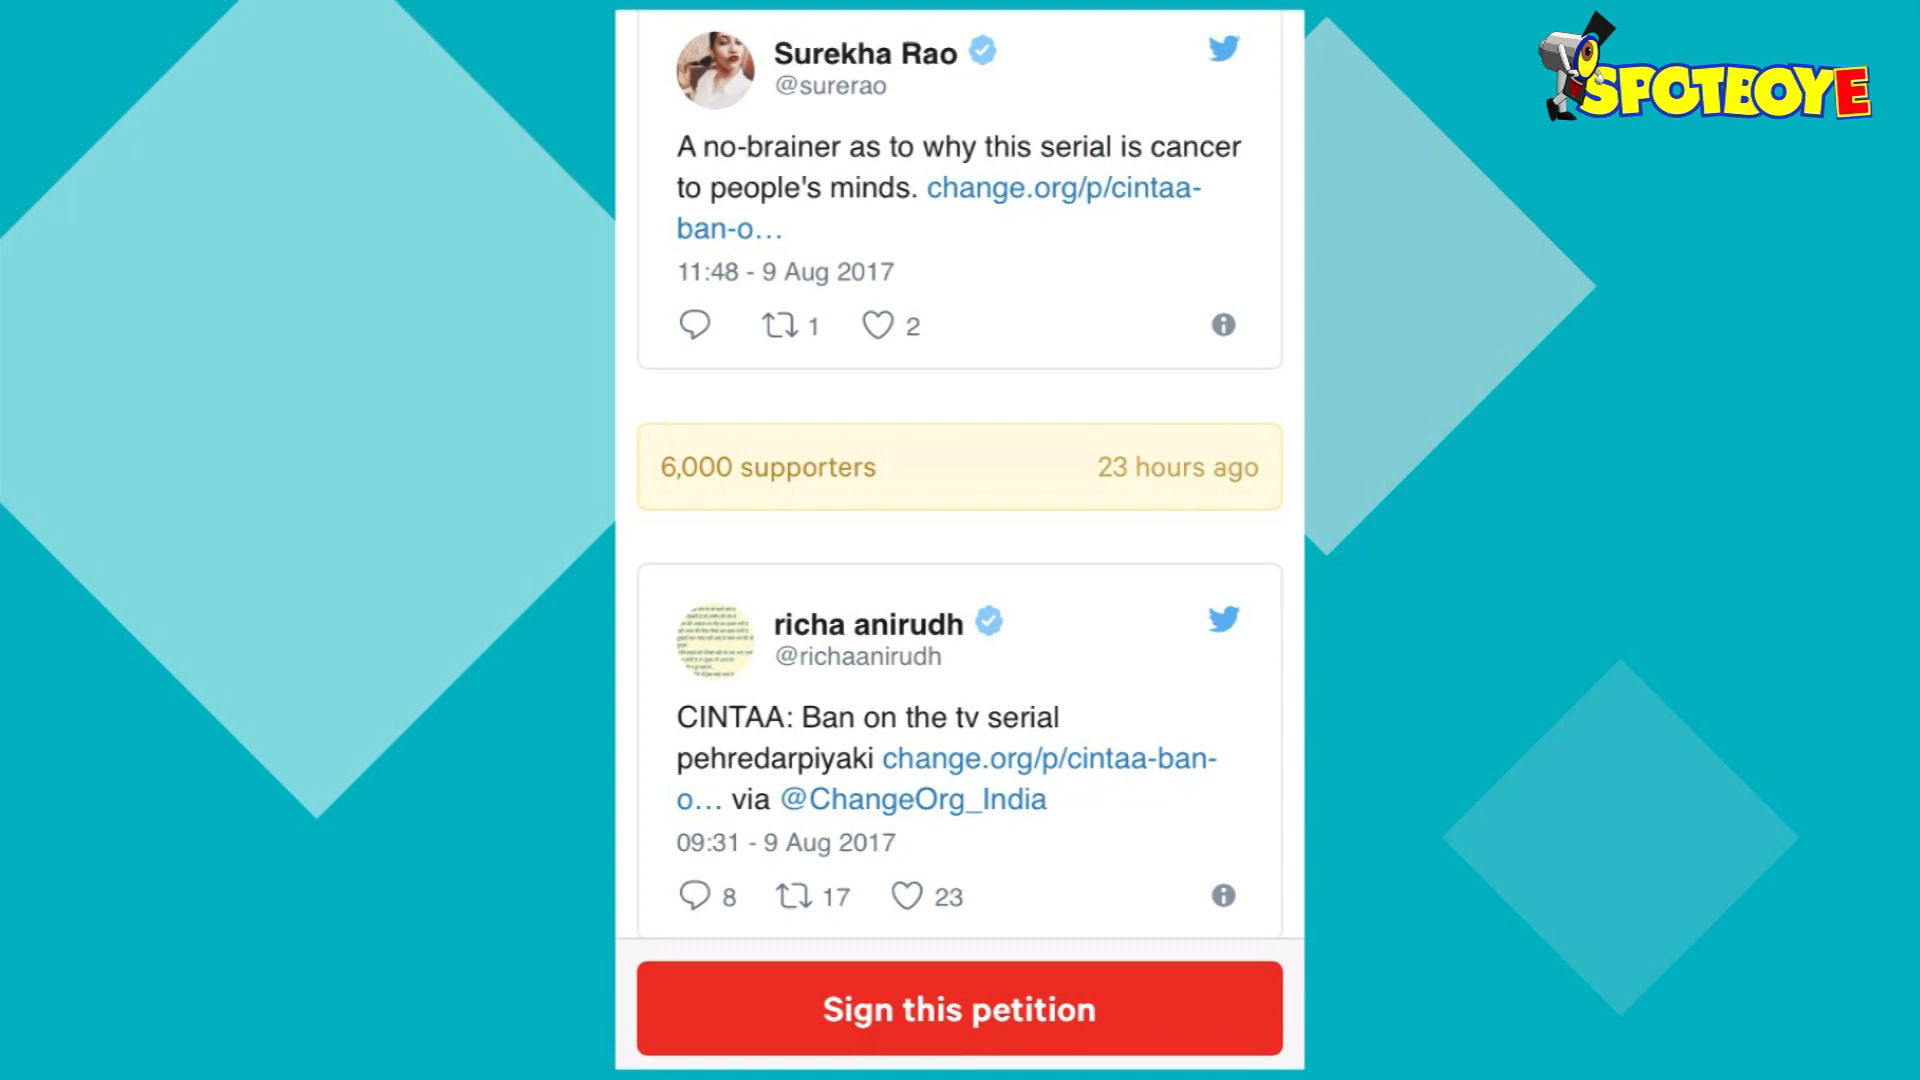 SPOTBOYE
Surekha Rao
@surerao
A no-brainer as to why this serial is cancer
to people's minds. change.org/p/cintaa-
ban-o…
11:48 - 9 Aug 2017
1 2
6,000 supporters 23 hours ago
richa anirudh
@richaanirudh
CINTAA: Ban on the tv serial
pehredarpiyaki change.org/p/cintaa-ban-
o… via @ChangeOrg_India
09:31 - 9 Aug 2017
8 17 23
Sign this petition